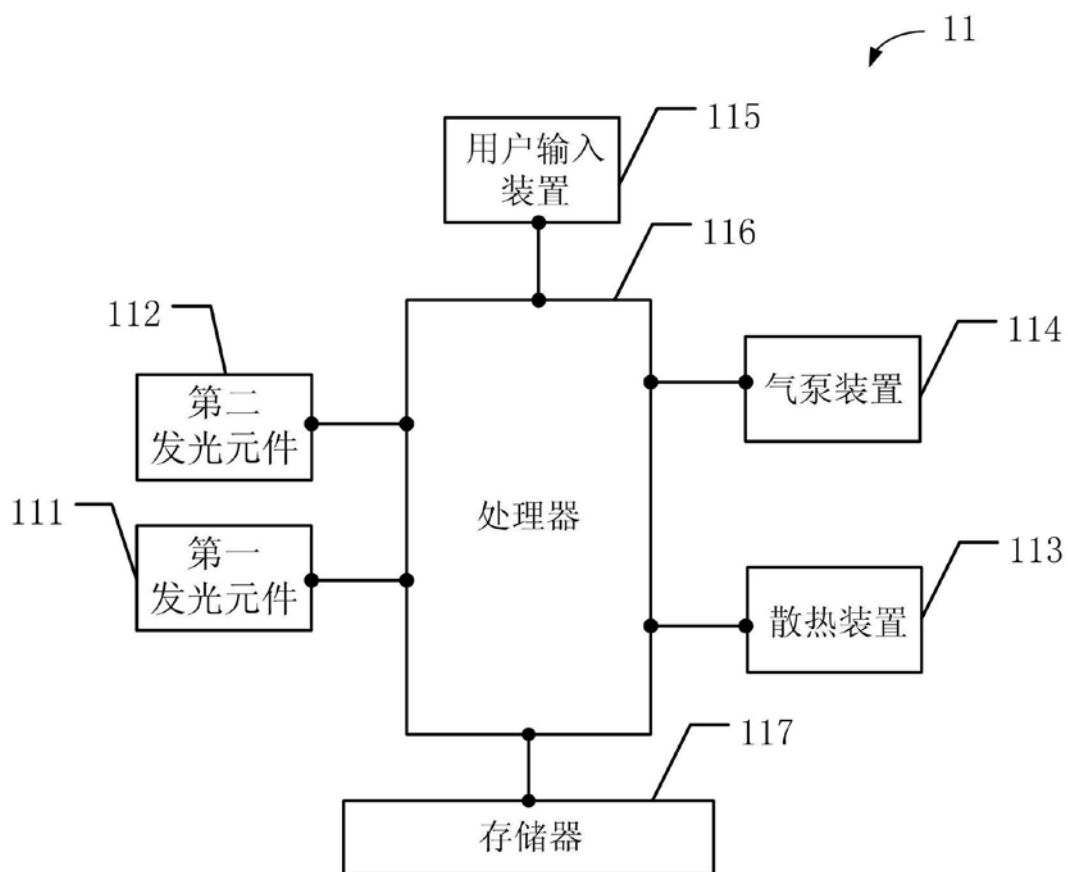 11
115
用户输入
装置
116
112
114
第二
发光元件
气泵装置
处理器
111
第一
发光元件
113
散热装置
117
存储器